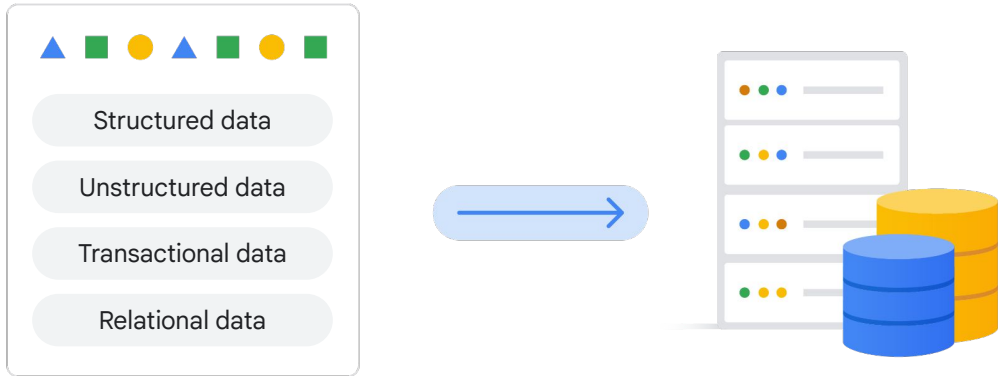 Structured data
Unstructured data
Transactional data
Relational data